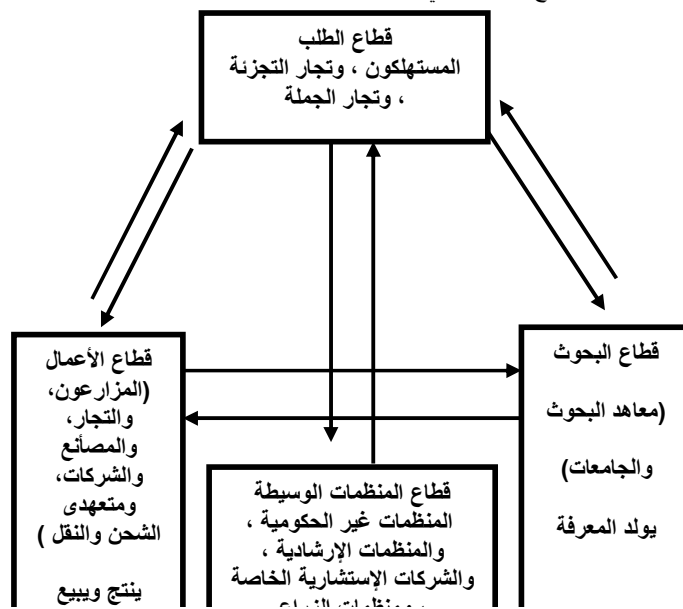 قطاع الطلب
المستهلكون ، وتجار التجزئة
، وتجار الجملة
قطاع البحوث
(معاهد البحوث
والجامعات)
يولد المعرفة
قطاع الأعمال
(المزارعون،
والتجار،
والمصأنع
والشركات،
ومتعهدى
الشحن والنقل )
ينتج ويبيع
قطاع المنظمات الوسيطة
المنظمات غير الحكومية ،
والمنظمات الإرشادية ،
والشركات الإستشارية الخاصة